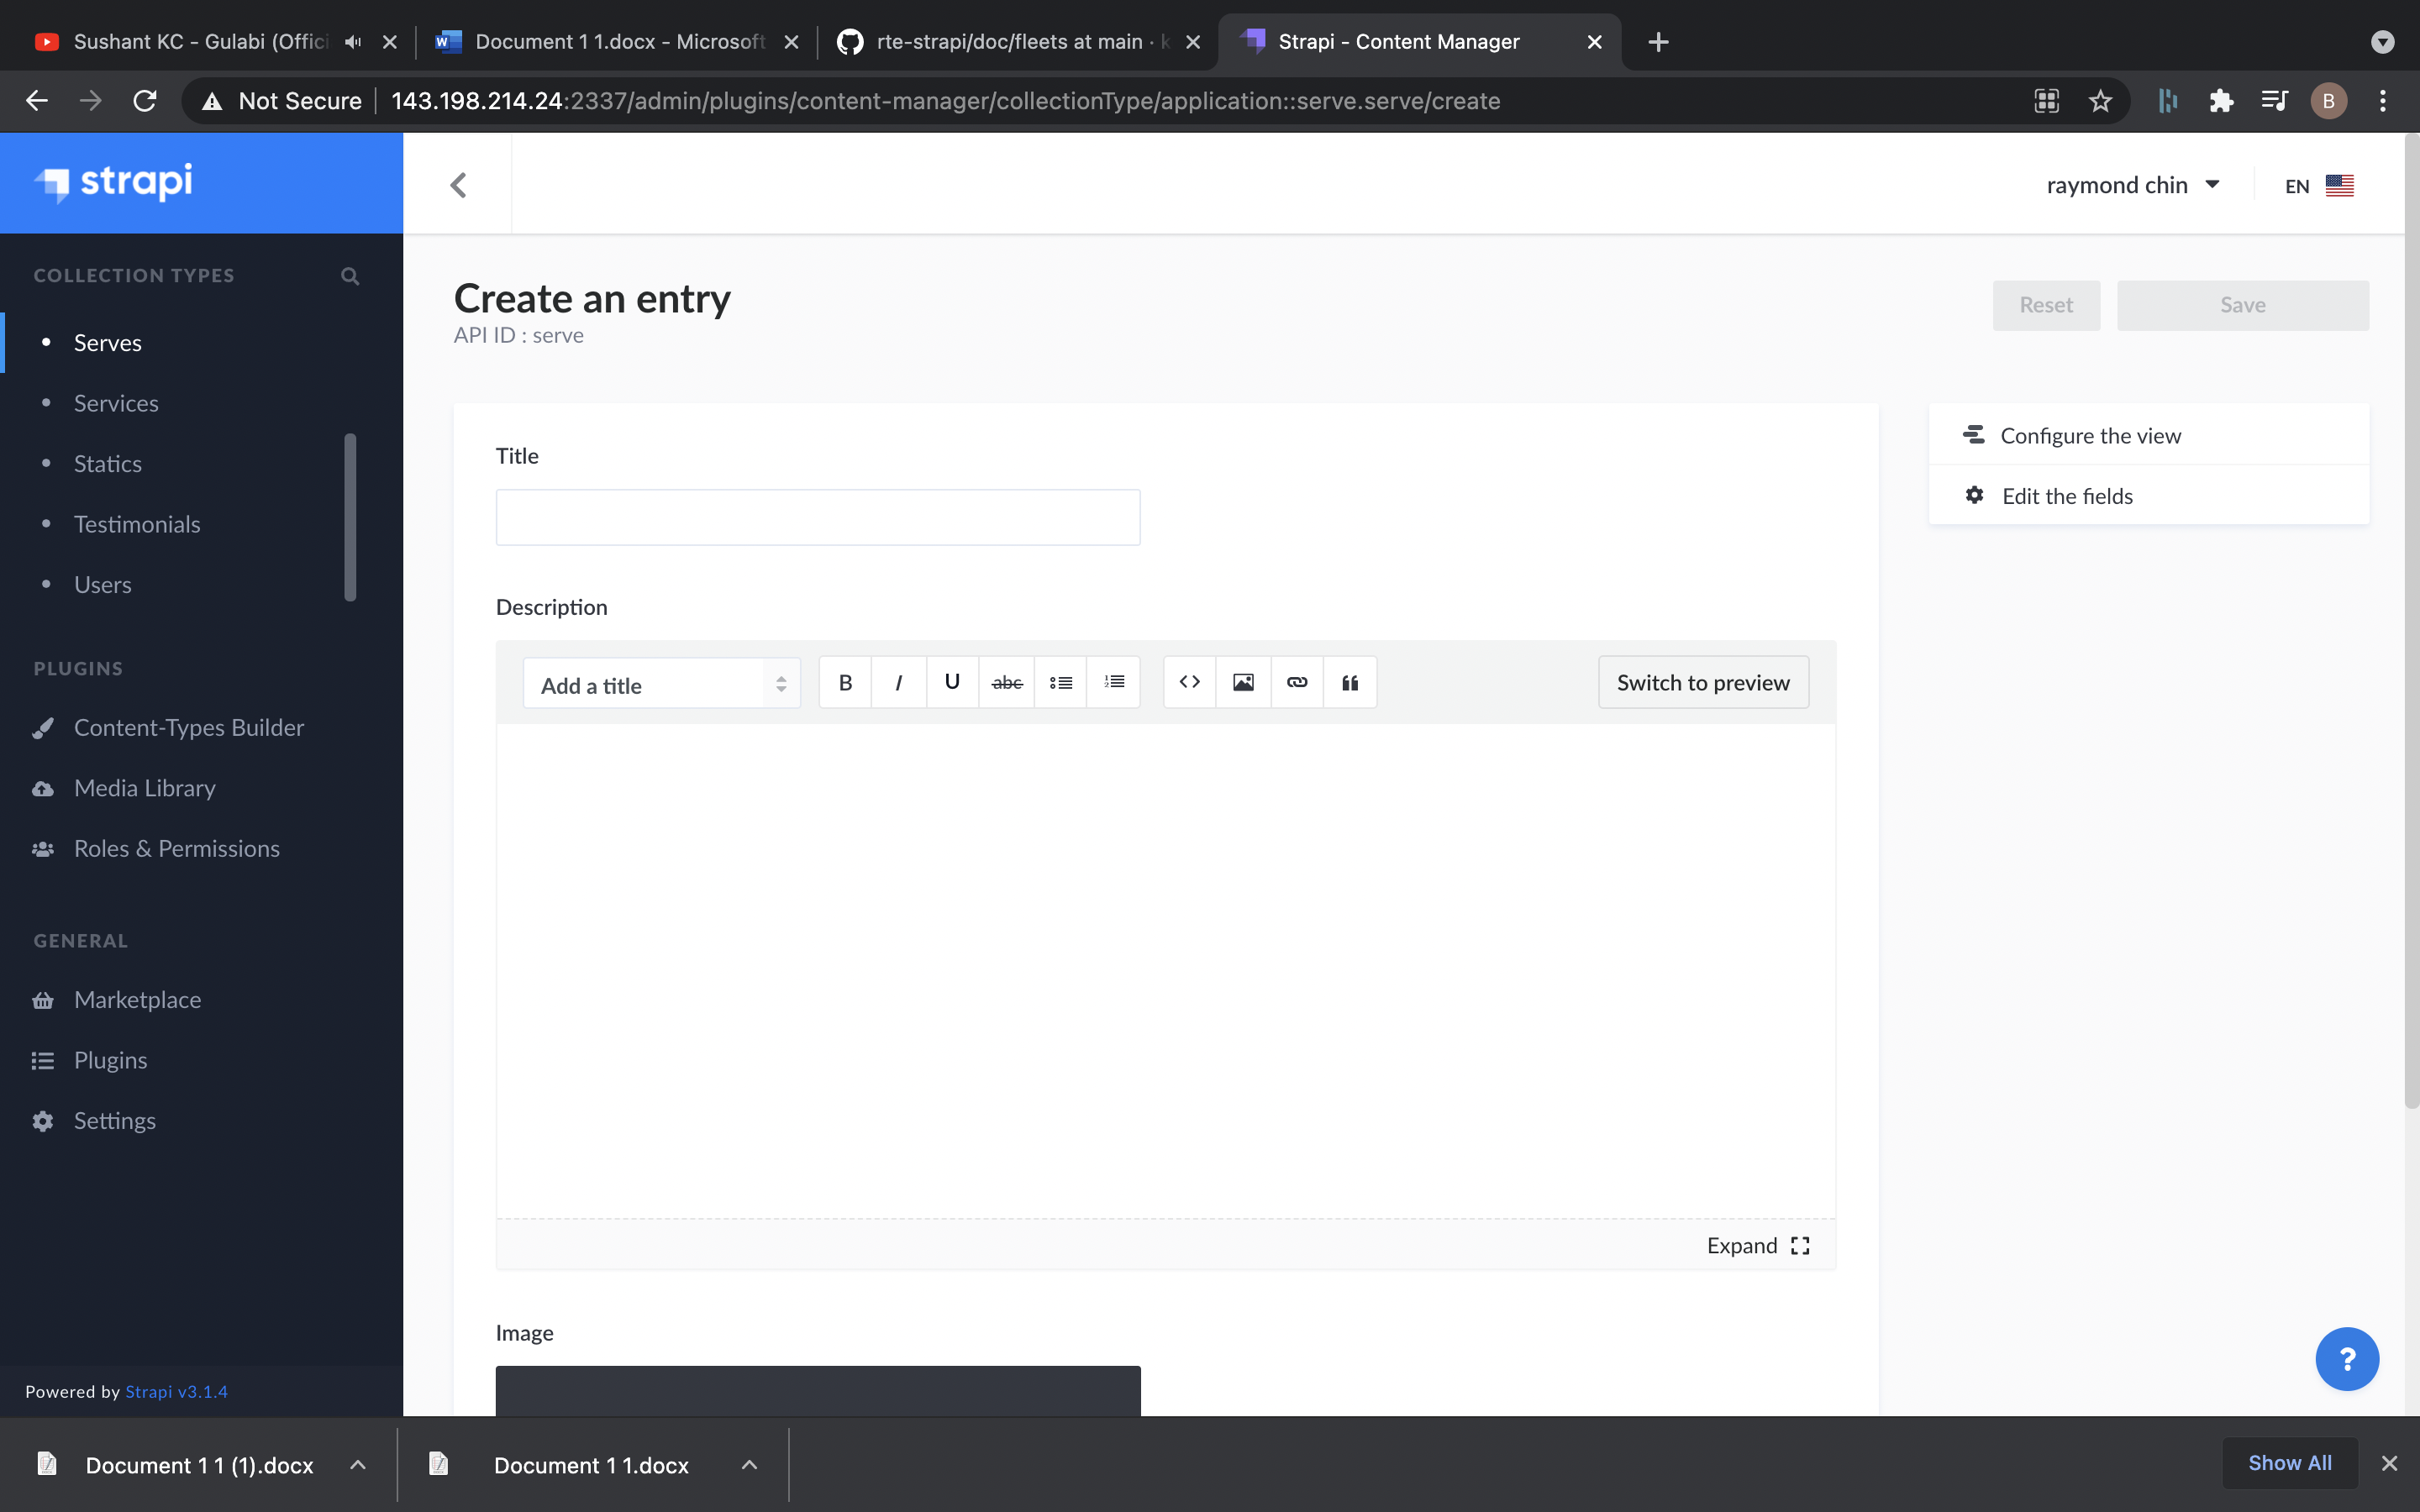 Sushant KC - Gulabi (Offici
Document 1 1.docx - Microsoft
rte-strapi/doc/fleets at main · k
Strapi - Content Manager
Not Secure
143.198.214.24:2337/admin/plugins/content-manager/collectionType/application::serve.serve/create
B
strapi
raymond chin
EN
COLLECTION TYPES
Serves
Services
Statics
Testimonials
Users
PLUGINS
Content-Types Builder
Media Library
Roles & Permissions
GENERAL
Marketplace
Plugins
Settings
Powered by Strapi v3.1.4
Create an entry
API ID : serve
Reset
Save
Title
Description
Add a title
B I U abc
Switch to preview
Expand
Image
Configure the view
Edit the fields
?
Document 1 1 (1).docx
Document 1 1.docx
Show All